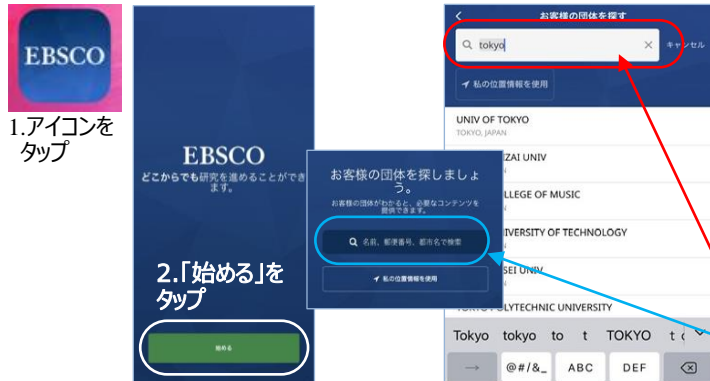 EBSCO
1.アイコンを
タップ
EBSCO
どこからでも研究を進めることができ
ます。
2.「始める」を
タップ
始める
お客様の団体を探しましょ
う。
お客様の団体がわかると、必要なコンテンツを
提供できます。
名前、郵便番号、都市名で検索
私の位置情報を使用
お客様の団体を探す
tokyo
キャンセル
私の位置情報を使用
UNIV OF TOKYO
TOKYO, JAPAN
ZAI UNIV
LLEGE OF MUSIC
IVERSITY OF TECHNOLOGY
SEI UNIV
POLYTECHNIC UNIVERSITY
Tokyo tokyo to t TOKYO t
→ @#/&_ ABC DEF